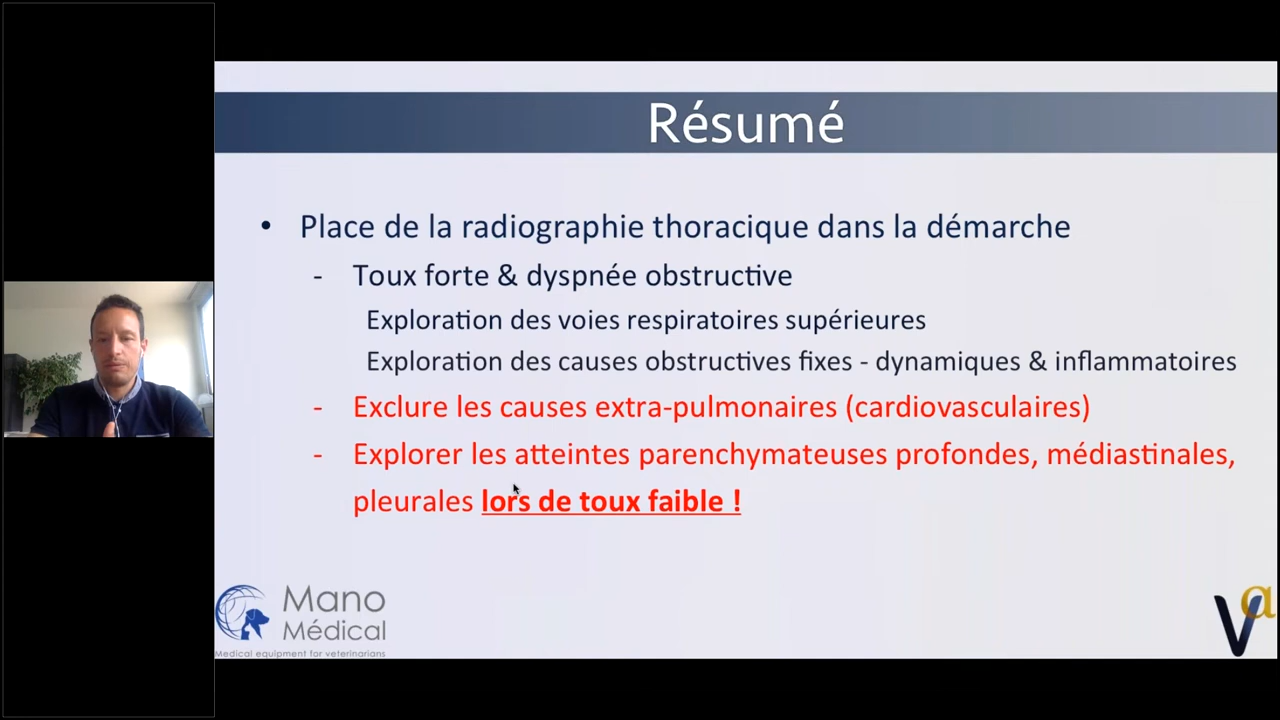 Résumé
• Place de la radiographie thoracique dans la démarche
- Toux forte & dyspnée obstructive
Exploration des voies respiratoires supérieures
Exploration des causes obstructives fixes - dynamiques & inflammatoires
- Exclure les causes extra-pulmonaires (cardiovasculaires)
- Explorer les atteintes parenchymateuses profondes, médiastinales,
pleurales lors de toux faible !
Mano
Médical
Medical equipment for veterinarians
Va